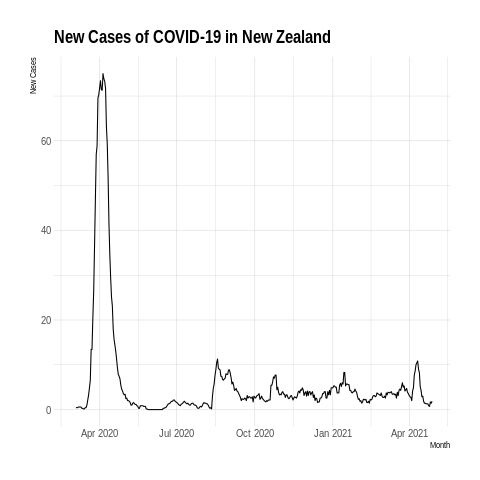 New Cases of COVID-19 in New Zealand
New Cases
60
40
20
0
Apr 2020 Jul 2020 Oct 2020 Jan 2021 Apr 2021
Month